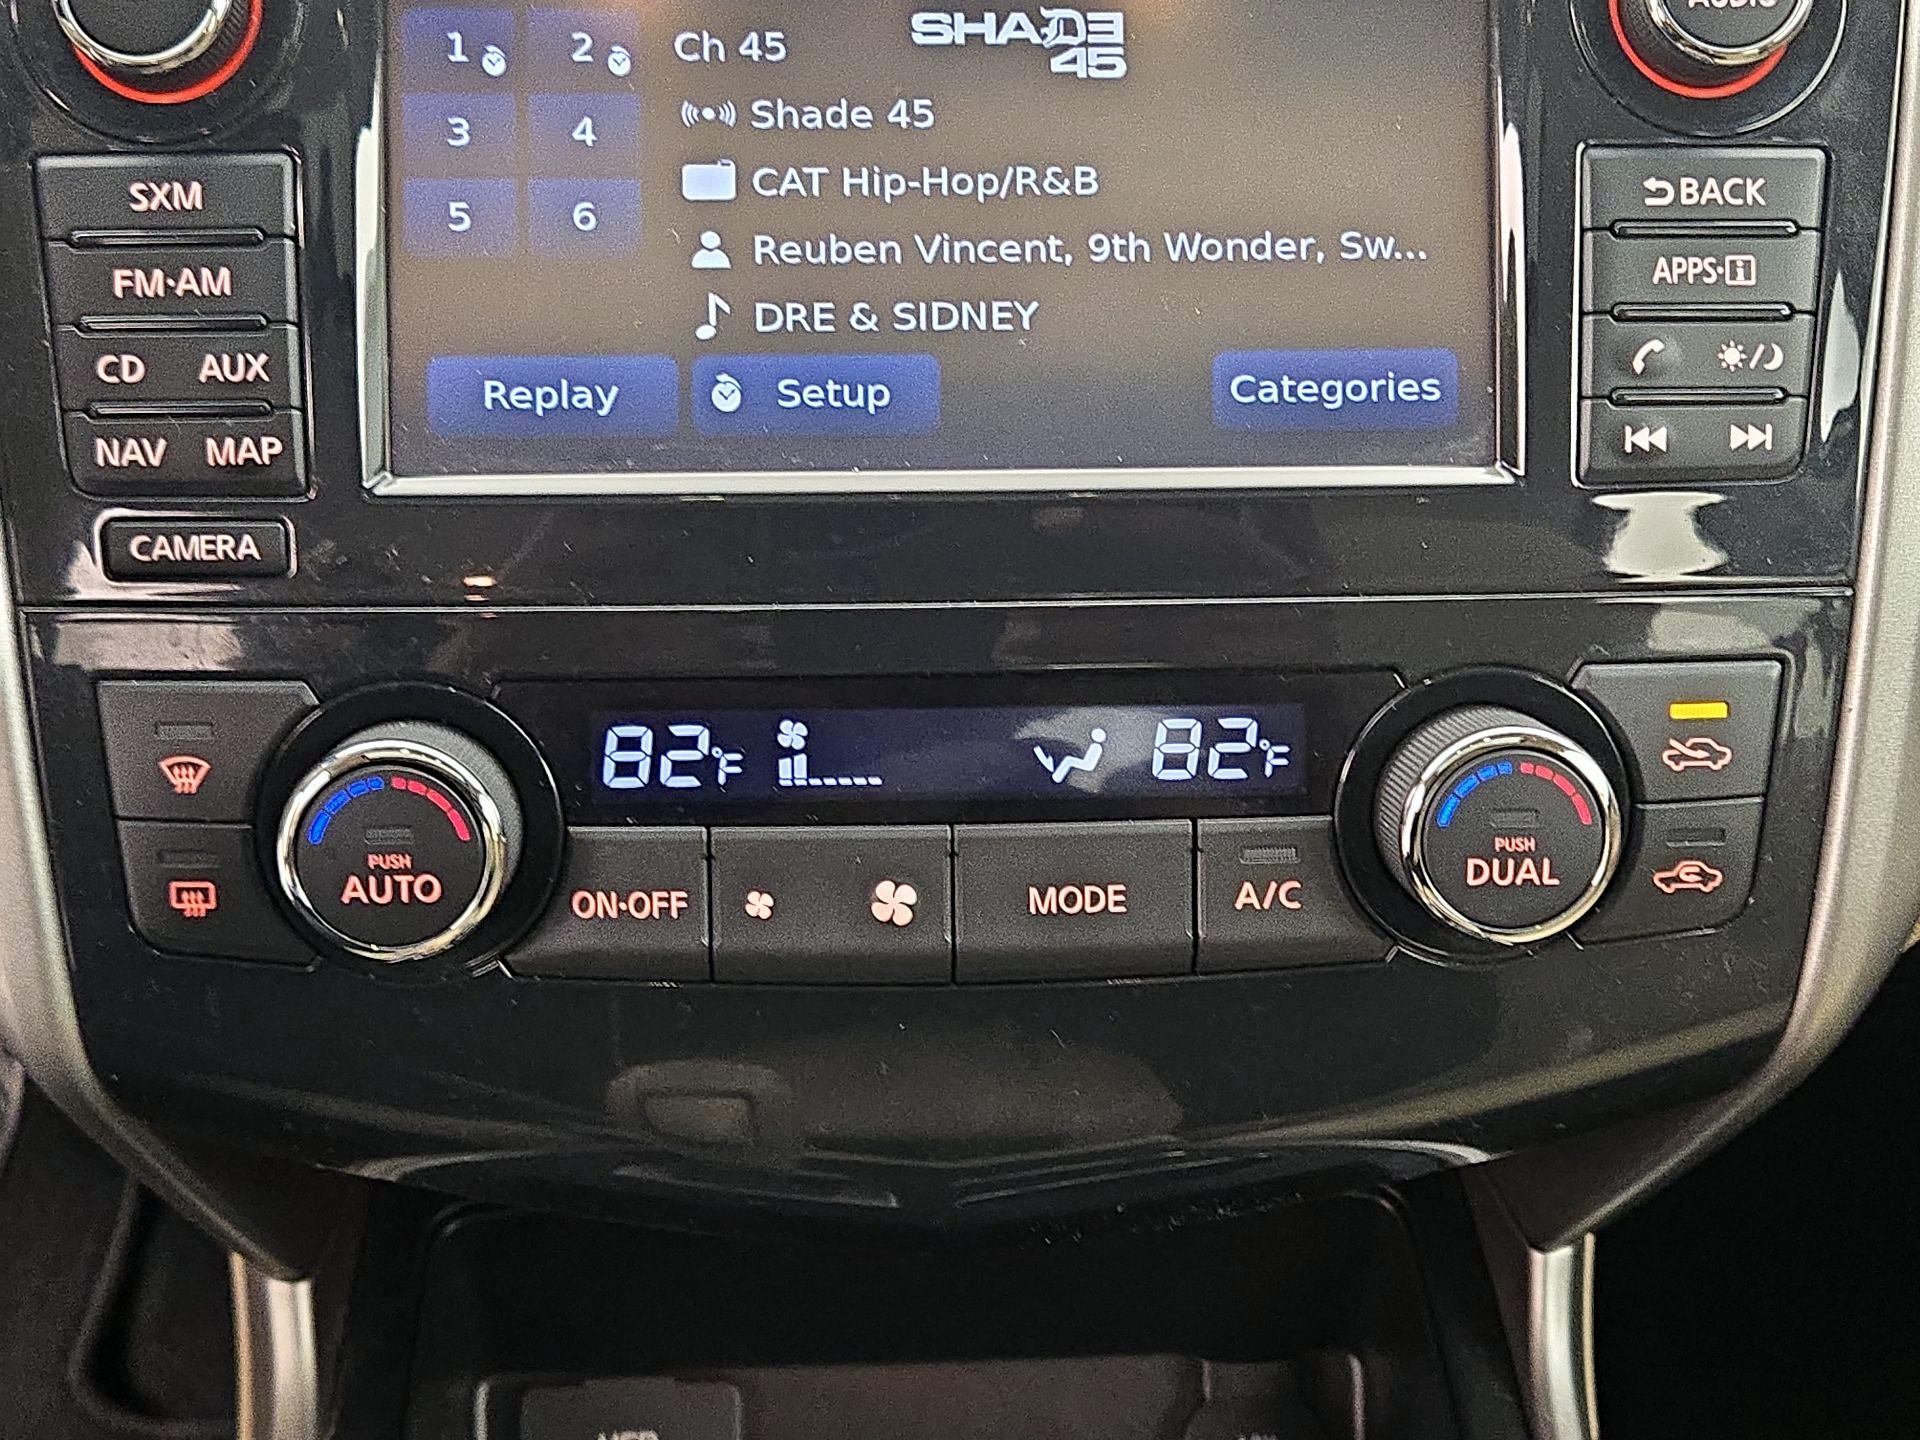 AUDIO
1 2
Ch 45
SHADE
45
3 4
Shade 45
CAT Hip-Hop/R&B
5 6
Reuben Vincent, 9th Wonder, Sw...
DRE & SIDNEY
Replay
Setup
Categories
SXM
FM·AM
CD AUX
NAV MAP
CAMERA
BACK
APPS·i
82°F
82°F
PUSH
AUTO
ON·OFF
MODE
A/C
PUSH
DUAL